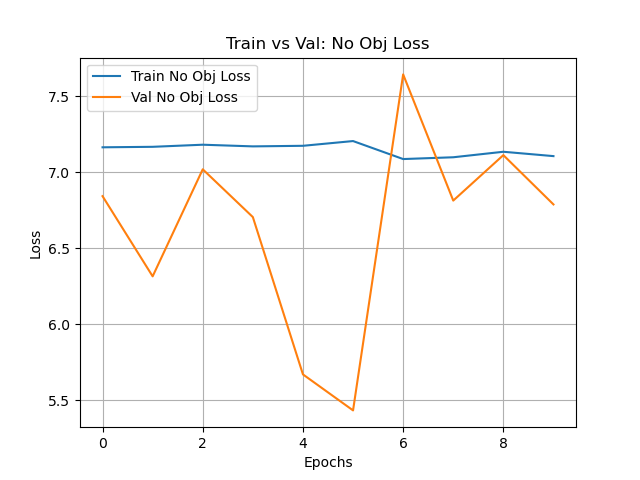 Train vs Val: No Obj Loss
Train No Obj Loss
Val No Obj Loss
7.5
7.0
6.5
6.0
5.5
Loss
0 2 4 6 8
Epochs